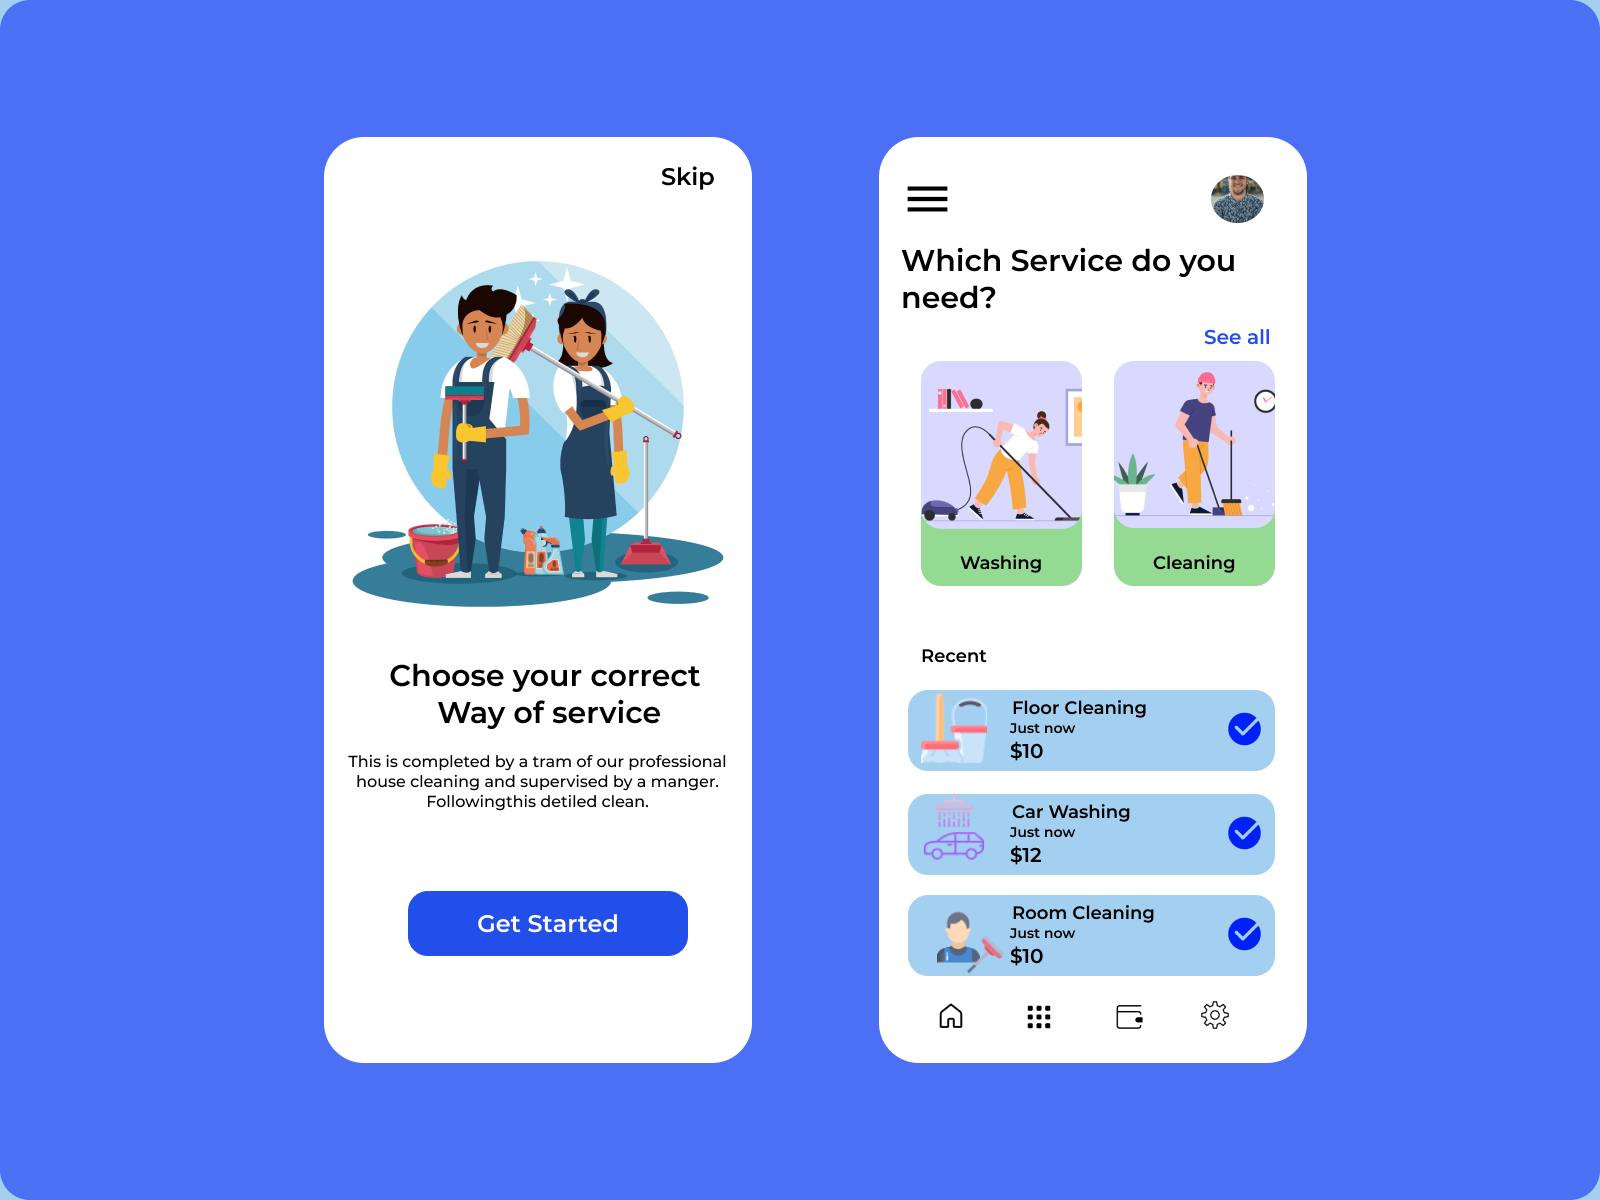 Skip
Choose your correct
Way of service
This is completed by a tram of our professional
house cleaning and supervised by a manger.
Followingthis detiled clean.
Get Started
Which Service do you
need?
See all
Washing
Cleaning
Recent
Floor Cleaning
Just now
$10
Car Washing
Just now
$12
Room Cleaning
Just now
$10